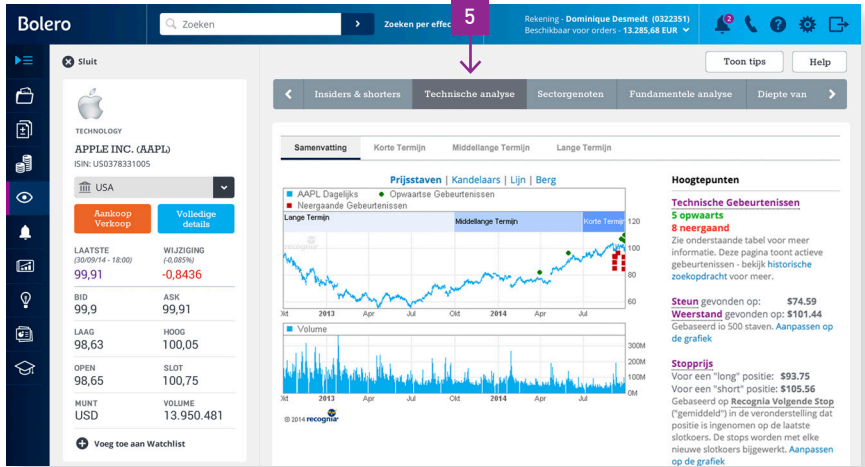 Bolero
Zoeken
Zoeken per effec
5
Rekening - Dominique Desmedt (0322351)
Beschikbaar voor orders - 13.285,68 EUR
2
Sluit
Toon tips
Help
Insiders & shorters
Technische analyse
Sectorgenoten
Fundamentele analyse
Diepte van
TECHNOLOGY
APPLE INC. (AAPL)
ISIN: US0378331005
USA
Aankoop
Verkoop
Volledige
details
LAATSTE
(30/09/14 - 18:00)
99,91
WIJZIGING
(-0,085%)
-0,8436
BID
99,9
ASK
99,91
LAAG
98,63
HOOG
100,05
OPEN
98,65
SLOT
100,75
MUNT
USD
VOLUME
13.950.481
Voeg toe aan Watchlist
Samenvatting
Korte Termijn
Middellange Termijn
Lange Termijn
Prijsstaven | Kandelaars | Lijn | Berg
AAPL Dagelijks
Opwaartse Gebeurtenissen
Neergaande Gebeurtenissen
Lange Termijn
Middellange Termijn
Korte Termijn
recognia
120
100
80
60
Okt 2013 Apr Jul Okt 2014 Apr Jul
Volume
300M
200M
100M
0M
Okt 2013 Apr Jul Okt 2014 Apr Jul
© 2014 recognia
Hoogtepunten
Technische Gebeurtenissen
5 opwaarts
8 neergaand
Zie onderstaande tabel voor meer
informatie. Deze pagina toont actieve
gebeurtenissen - bekijk historische
zoekopdracht voor meer.
Steun gevonden op: $74.59
Weerstand gevonden op: $101.44
Gebaseerd io 500 staven. Aanpassen op
de grafiek
Stopprijs
Voor een "long" positie: $93.75
Voor een "short" positie: $105.56
Gebaseerd op Recognia Volgende Stop
("gemiddeld") in de veronderstelling dat
positie is ingenomen op de laatste
slotkoers. De stops worden met elke
nieuwe slotkoers bijgewerkt. Aanpassen
op de grafiek